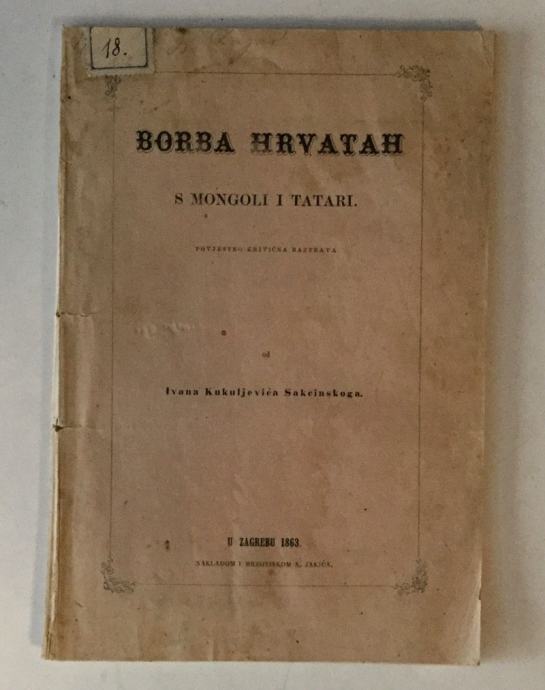 18.
BORBA HRVATAH
S MONGOLI I TATARI.
POVJESTNO KRITIČNA RAZPRAVA
od
Ivana Kukuljevića Sakcinskoga.
U ZAGREBU 1863.
NAKLADOM I BRZOTISKOM A. JAKIĆA.